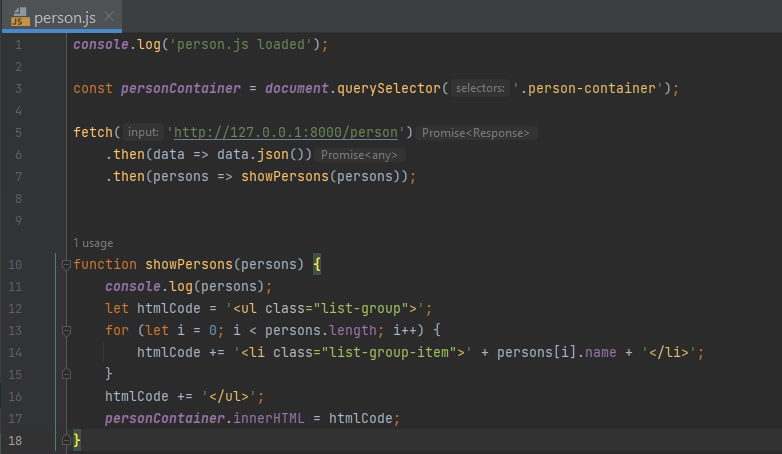 JS person.js
1 console.log('person.js loaded');
2
3 const personContainer = document.querySelector( selectors: '.person-container');
4
5 fetch( input: 'http://127.0.0.1:8000/person') Promise<Response>
6     .then(data => data.json()) Promise<any>
7     .then(persons => showPersons(persons));
8
9
1 usage
10 function showPersons(persons) {
11     console.log(persons);
12     let htmlCode = '<ul class="list-group">';
13     for (let i = 0; i < persons.length; i++) {
14         htmlCode += '<li class="list-group-item">' + persons[i].name + '</li>';
15     }
16     htmlCode += '</ul>';
17     personContainer.innerHTML = htmlCode;
18 }